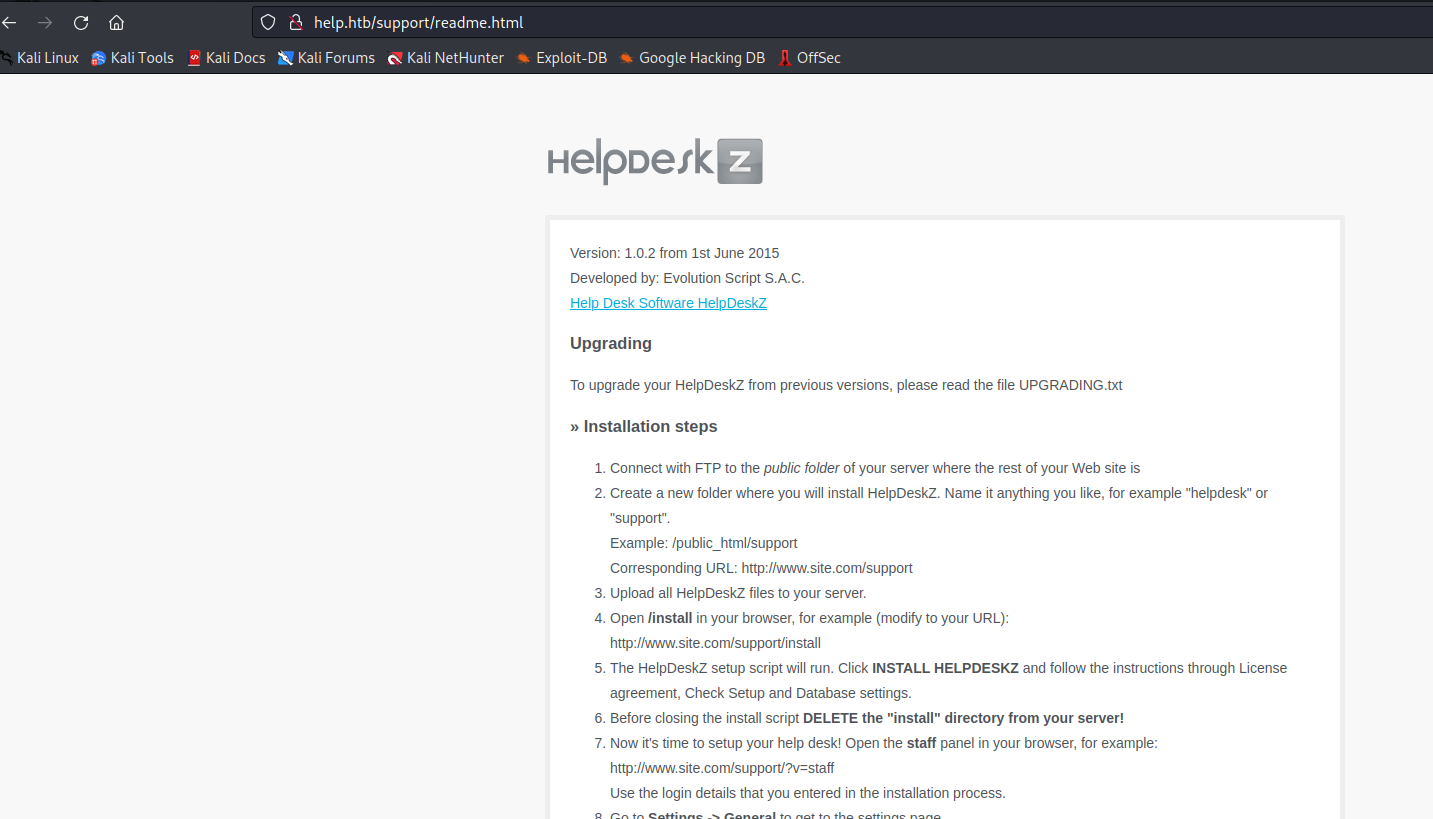 help.htb/support/readme.html
Kali Linux Kali Tools Kali Docs Kali Forums Kali NetHunter Exploit-DB Google Hacking DB OffSec
HelpDesk Z
Version: 1.0.2 from 1st June 2015
Developed by: Evolution Script S.A.C.
Help Desk Software HelpDeskZ
Upgrading
To upgrade your HelpDeskZ from previous versions, please read the file UPGRADING.txt
» Installation steps
1. Connect with FTP to the public folder of your server where the rest of your Web site is
2. Create a new folder where you will install HelpDeskZ. Name it anything you like, for example "helpdesk" or
"support".
Example: /public_html/support
Corresponding URL: http://www.site.com/support
3. Upload all HelpDeskZ files to your server.
4. Open /install in your browser, for example (modify to your URL):
http://www.site.com/support/install
5. The HelpDeskZ setup script will run. Click INSTALL HELPDESKZ and follow the instructions through License
agreement, Check Setup and Database settings.
6. Before closing the install script DELETE the "install" directory from your server!
7. Now it's time to setup your help desk! Open the staff panel in your browser, for example:
http://www.site.com/support/?v=staff
Use the login details that you entered in the installation process.
8. Go to Settings -> General to get to the settings page